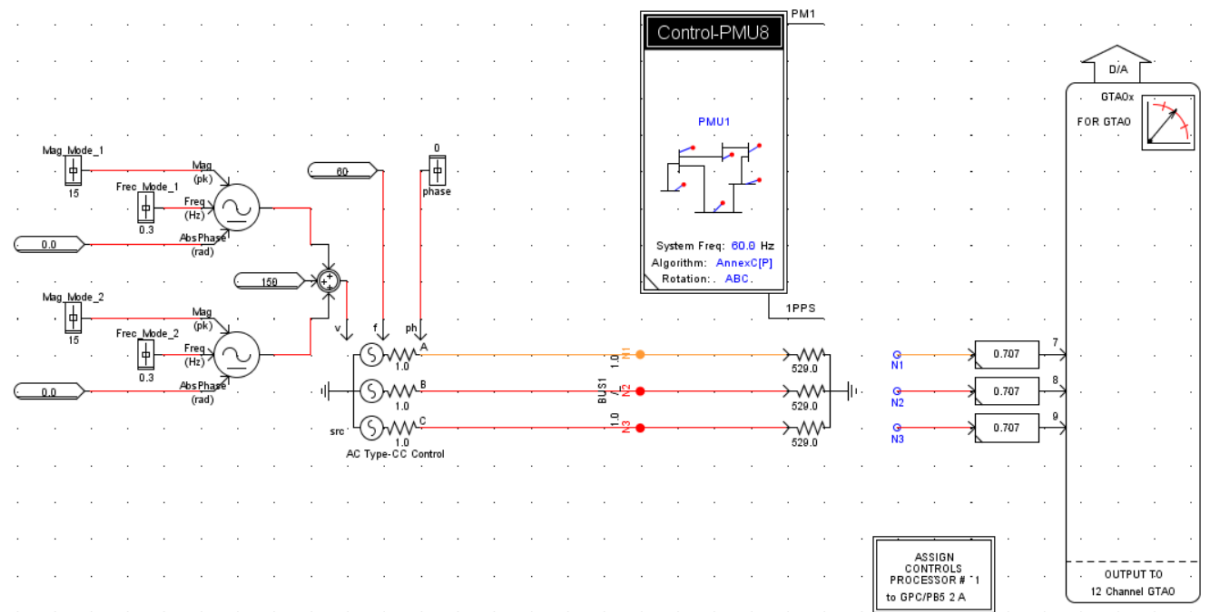 PM1
Control-PMU8
D/A
GTAOx
FOR GTAO
PMU1
Mag_Mode_1
15
Mag
(pk)
60
0
phase
Frec_Mode_1
0.3
Freq
(Hz)
0.0
AbsPhase
(rad)
System Freq: 60.0 Hz
Algorithm: AnnexC[P]
Rotation: ABC
150
1PPS
Mag_Mode_2
15
Mag
(pk)
v
f
ph
Frec_Mode_2
0.3
Freq
(Hz)
0.0
AbsPhase
(rad)
A
1.0
B
1.0
C
1.0
src
AC Type-CC Control
BUS1
1.0
N1
N2
1.0
N3
529.0
529.0
529.0
N1
N2
N3
0.707
7
0.707
8
0.707
9
ASSIGN
CONTROLS
PROCESSOR # 1
to GPC/PB5 2 A
OUTPUT TO
12 Channel GTAO